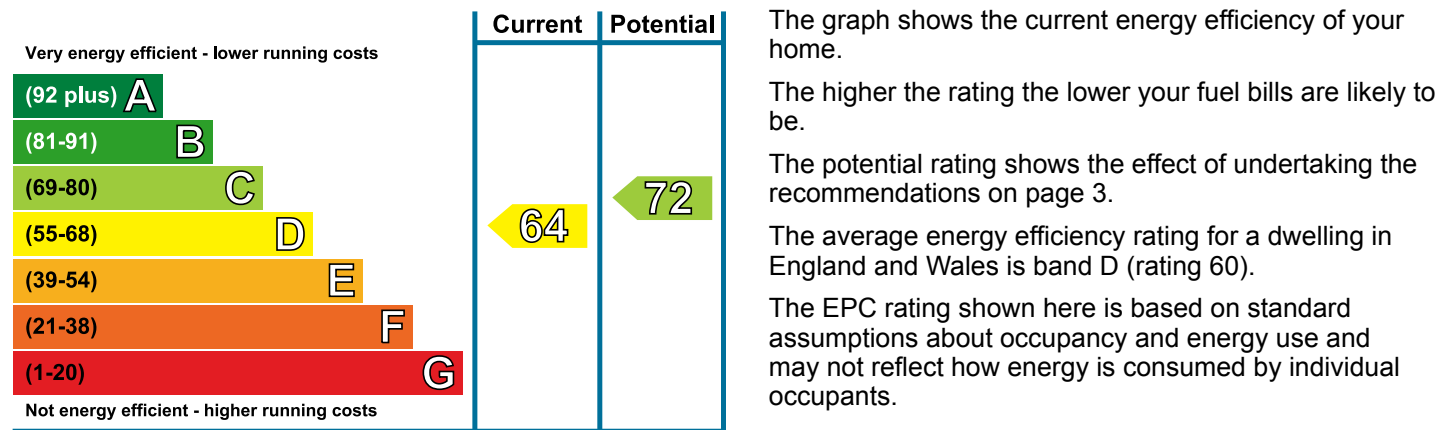 Current Potential
Very energy efficient - lower running costs
(92 plus) A
(81-91) B
(69-80) C
(55-68) D
(39-54) E
(21-38) F
(1-20) G
Not energy efficient - higher running costs
64
72
The graph shows the current energy efficiency of your
home.
The higher the rating the lower your fuel bills are likely to
be.
The potential rating shows the effect of undertaking the
recommendations on page 3.
The average energy efficiency rating for a dwelling in
England and Wales is band D (rating 60).
The EPC rating shown here is based on standard
assumptions about occupancy and energy use and
may not reflect how energy is consumed by individual
occupants.